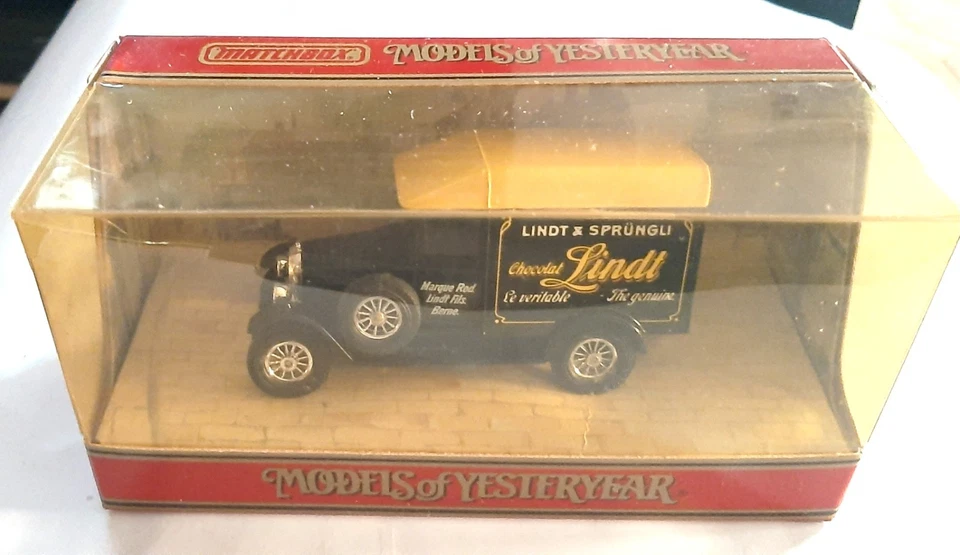 MATCHBOX MODELS of YESTERYEAR
LINDT & SPRÜNGLI
Chocolat Lindt
Le veritable The genuine
Marque Rod.
Lindt Fils.
Berne.
MODELS of YESTERYEAR